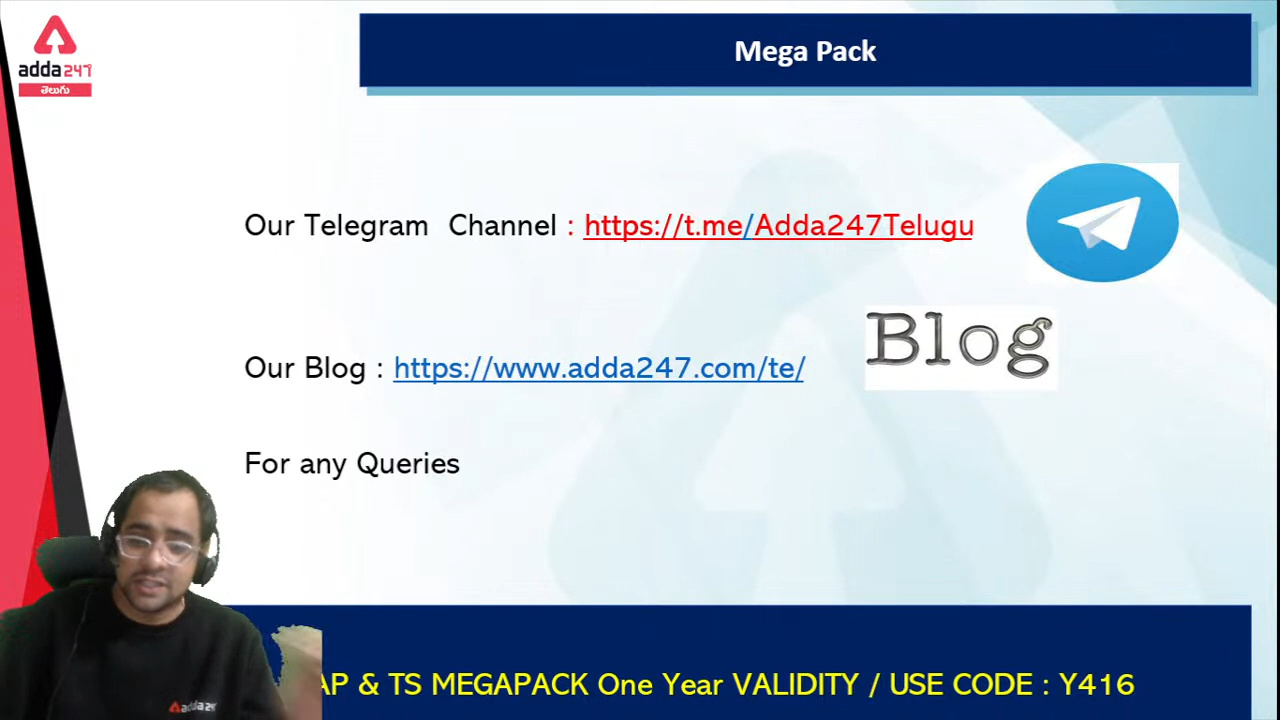 adda247
తెలుగు
Mega Pack
Our Telegram Channel : https://t.me/Adda247Telugu
Blog
Our Blog : https://www.adda247.com/te/
For any Queries
AP & TS MEGAPACK One Year VALIDITY / USE CODE : Y416
adda247